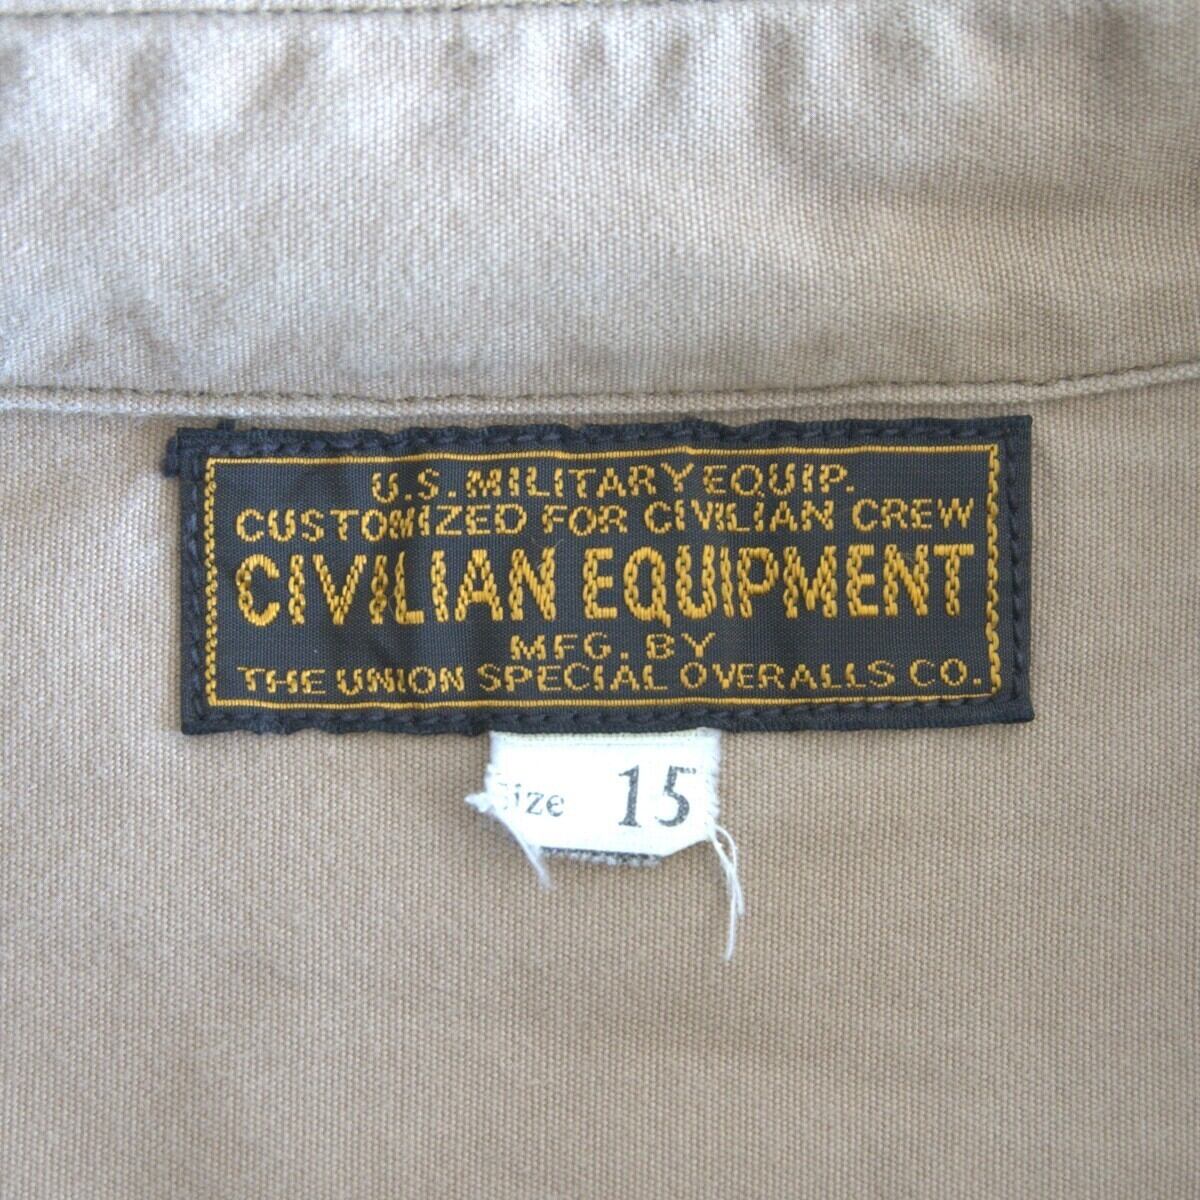 U.S. MILITARY EQUIP.
CUSTOMIZED FOR CIVILIAN CREW
CIVILIAN EQUIPMENT
MFG. BY
THE UNION SPECIAL OVERALLS CO.
Size 15